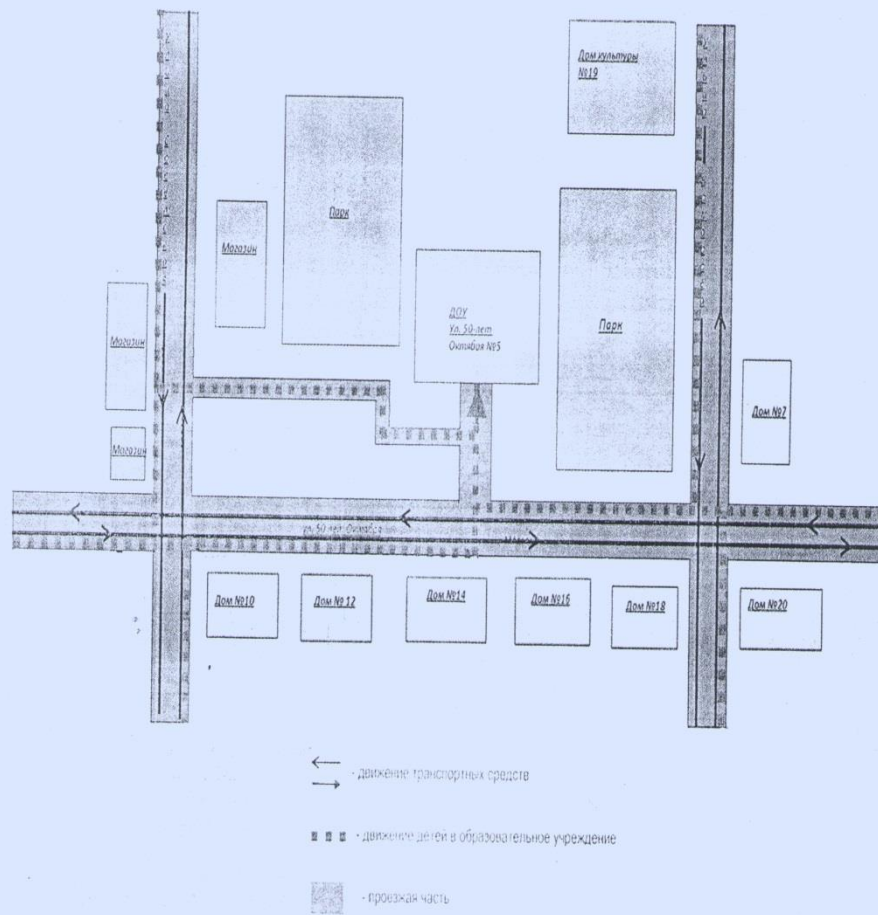 Дом культуры
№19
Парк
Магазин
ДОУ
Ул. 50-лет
Октября №5
Парк
Магазин
Дом №7
Магазин
ул. 50 лет Октября
Дом №10
Дом № 12
Дом №14
Дом №16
Дом №18
Дом №20
- движение транспортных средств
- движение детей в образовательное учреждение
- проезжая часть